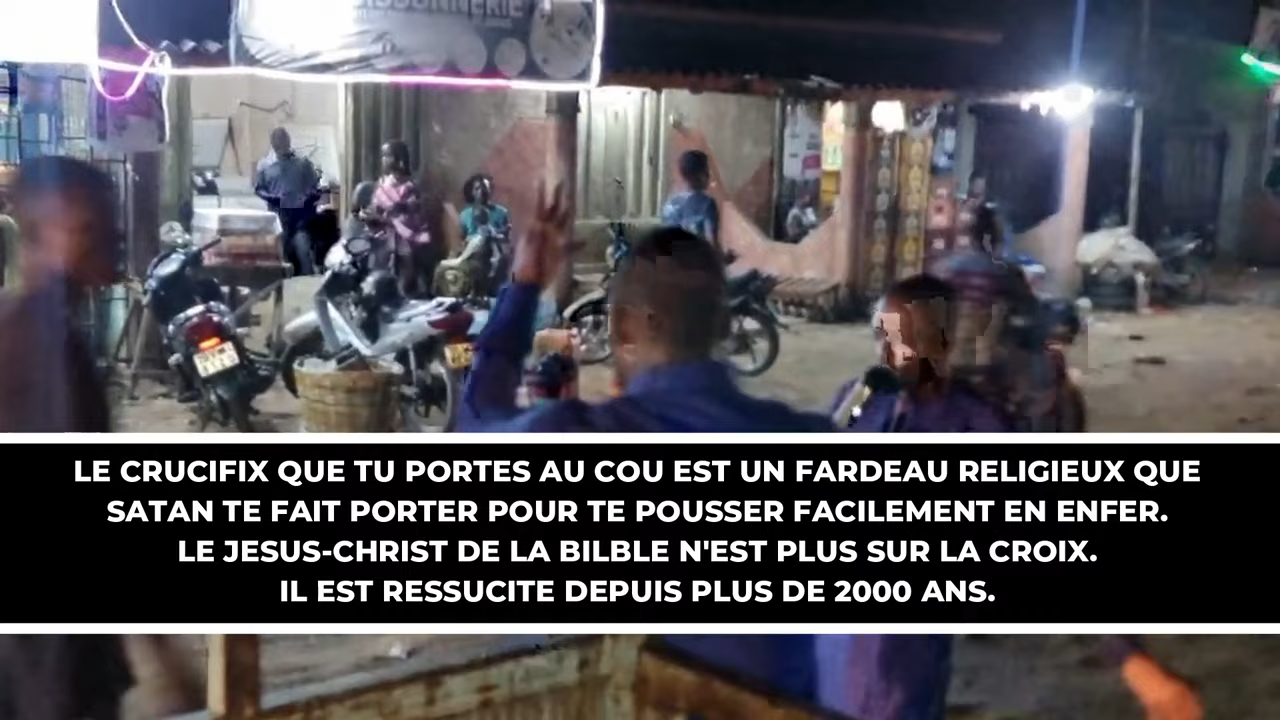 ISSONNERIE
LE CRUCIFIX QUE TU PORTES AU COU EST UN FARDEAU RELIGIEUX QUE
SATAN TE FAIT PORTER POUR TE POUSSER FACILEMENT EN ENFER.
LE JESUS-CHRIST DE LA BILBLE N'EST PLUS SUR LA CROIX.
IL EST RESSUCITE DEPUIS PLUS DE 2000 ANS.